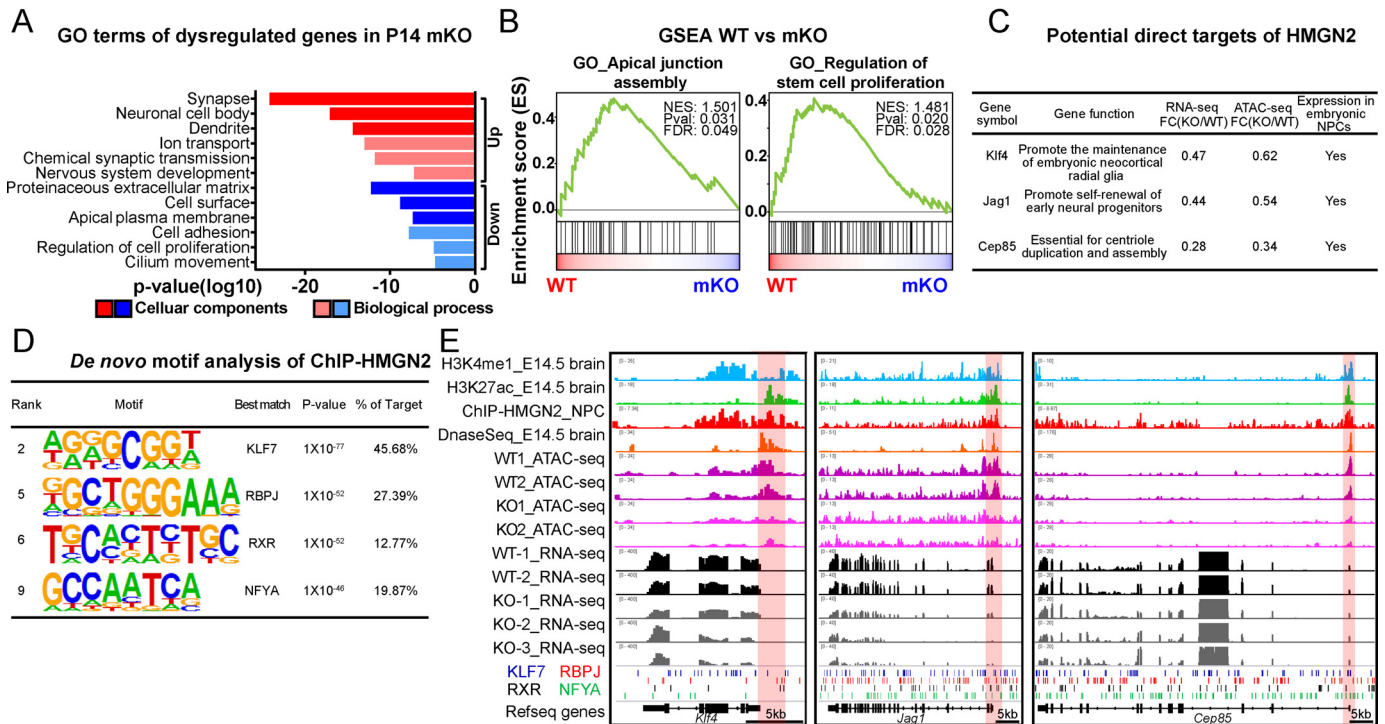 A
GO terms of dysregulated genes in P14 mKO
Synapse
Neuronal cell body
Dendrite
Ion transport
Chemical synaptic transmission
Nervous system development
Proteinaceous extracellular matrix
Cell surface
Apical plasma membrane
Cell adhesion
Regulation of cell proliferation
Cilium movement
Up
Down
p-value(log10)
-20 -10 0
Celluar components Biological process
B
GSEA WT vs mKO
GO_Apical junction
assembly
NES: 1.501
Pval: 0.031
FDR: 0.049
GO_Regulation of
stem cell proliferation
NES: 1.481
Pval: 0.020
FDR: 0.028
Enrichment score (ES)
0.4
0.2
0.0
0.4
0.2
0.0
WT mKO
WT mKO
C
Potential direct targets of HMGN2
Gene symbol Gene function RNA-seq FC(KO/WT) ATAC-seq FC(KO/WT) Expression in embryonic NPCs
Klf4 Promote the maintenance of embryonic neocortical radial glia 0.47 0.62 Yes
Jag1 Promote self-renewal of early neural progenitors 0.44 0.54 Yes
Cep85 Essential for centriole duplication and assembly 0.28 0.34 Yes
D
De novo motif analysis of ChIP-HMGN2
Rank Motif Best match P-value % of Target
2 KLF7 1X10-77 45.68%
5 RBPJ 1X10-52 27.39%
6 RXR 1X10-52 12.77%
9 NFYA 1X10-46 19.87%
E
H3K4me1_E14.5 brain
H3K27ac_E14.5 brain
ChIP-HMGN2_NPC
DnaseSeq_E14.5 brain
WT1_ATAC-seq
WT2_ATAC-seq
KO1_ATAC-seq
KO2_ATAC-seq
WT-1_RNA-seq
WT-2_RNA-seq
KO-1_RNA-seq
KO-2_RNA-seq
KO-3_RNA-seq
KLF7 RBPJ
RXR NFYA
Refseq genes
Klf4 5kb
Jag1 5kb
Cep85 5kb